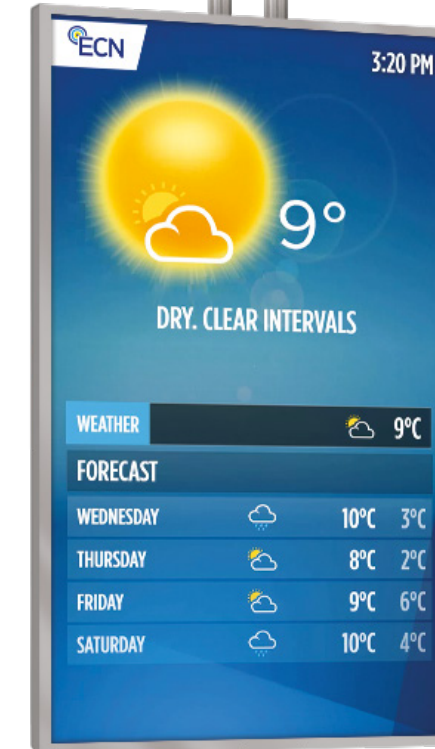 ECN
3:20 PM
9°
DRY. CLEAR INTERVALS
WEATHER 9°C
FORECAST
WEDNESDAY 10°C 3°C
THURSDAY 8°C 2°C
FRIDAY 9°C 6°C
SATURDAY 10°C 4°C